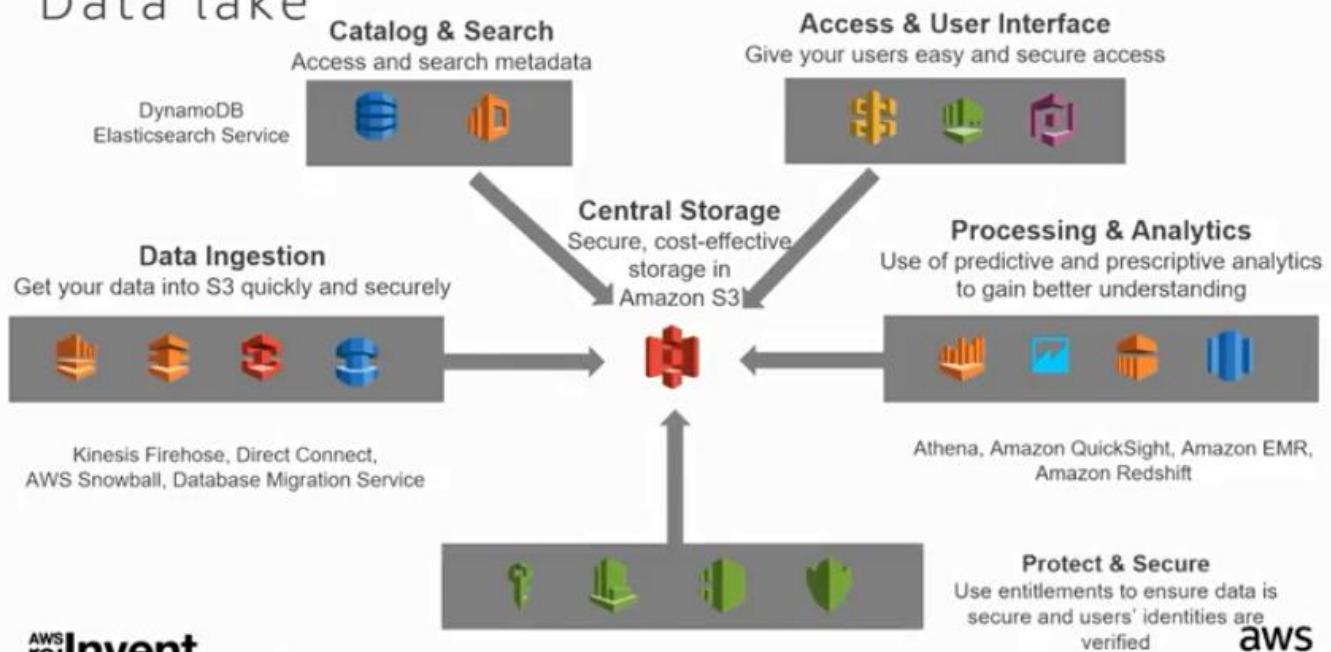 Data lake
Catalog & Search
Access and search metadata
DynamoDB
Elasticsearch Service
Access & User Interface
Give your users easy and secure access
Central Storage
Secure, cost-effective
storage in
Amazon S3
Data Ingestion
Get your data into S3 quickly and securely
Kinesis Firehose, Direct Connect,
AWS Snowball, Database Migration Service
Processing & Analytics
Use of predictive and prescriptive analytics
to gain better understanding
Athena, Amazon QuickSight, Amazon EMR,
Amazon Redshift
Protect & Secure
Use entitlements to ensure data is
secure and users' identities are
verified
AWS
re:Invent
aws